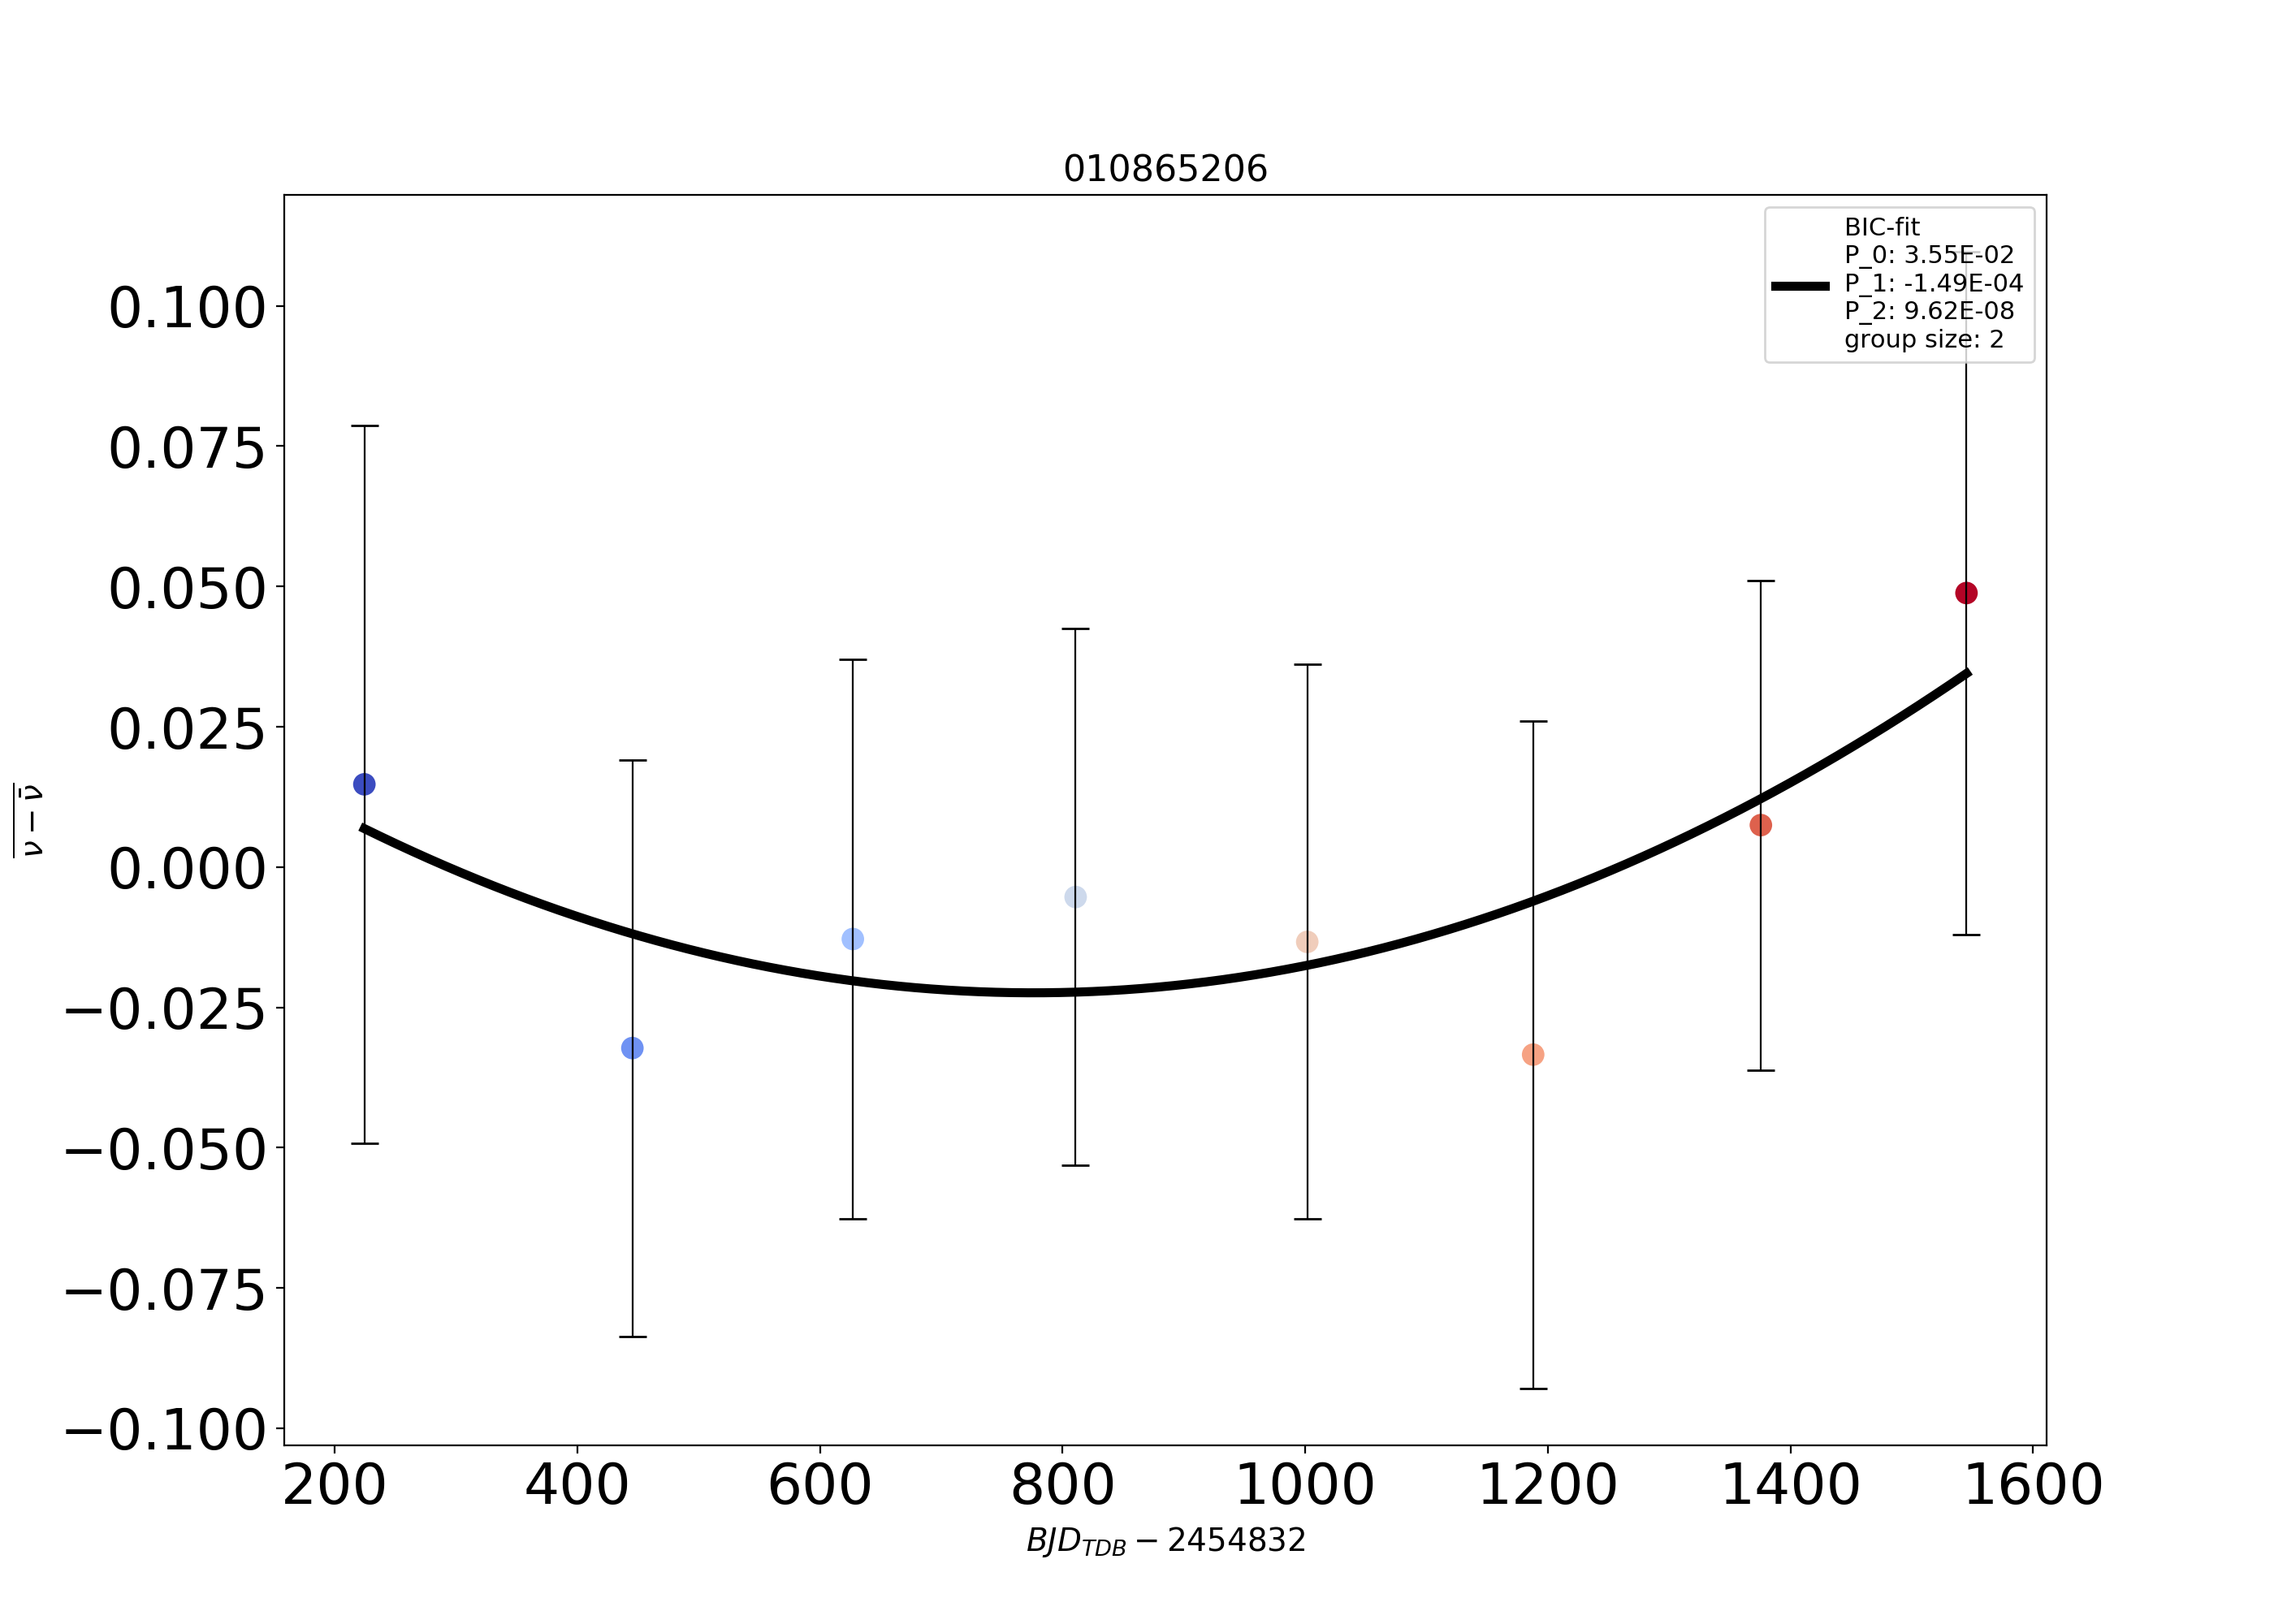 010865206
BIC-fit
P_0: 3.55E-02
P_1: -1.49E-04
P_2: 9.62E-08
group size: 2
0.100
0.075
0.050
0.025
0.000
−0.025
−0.050
−0.075
−0.100
ν − ν̄
200 400 600 800 1000 1200 1400 1600
BJD_TDB − 2454832